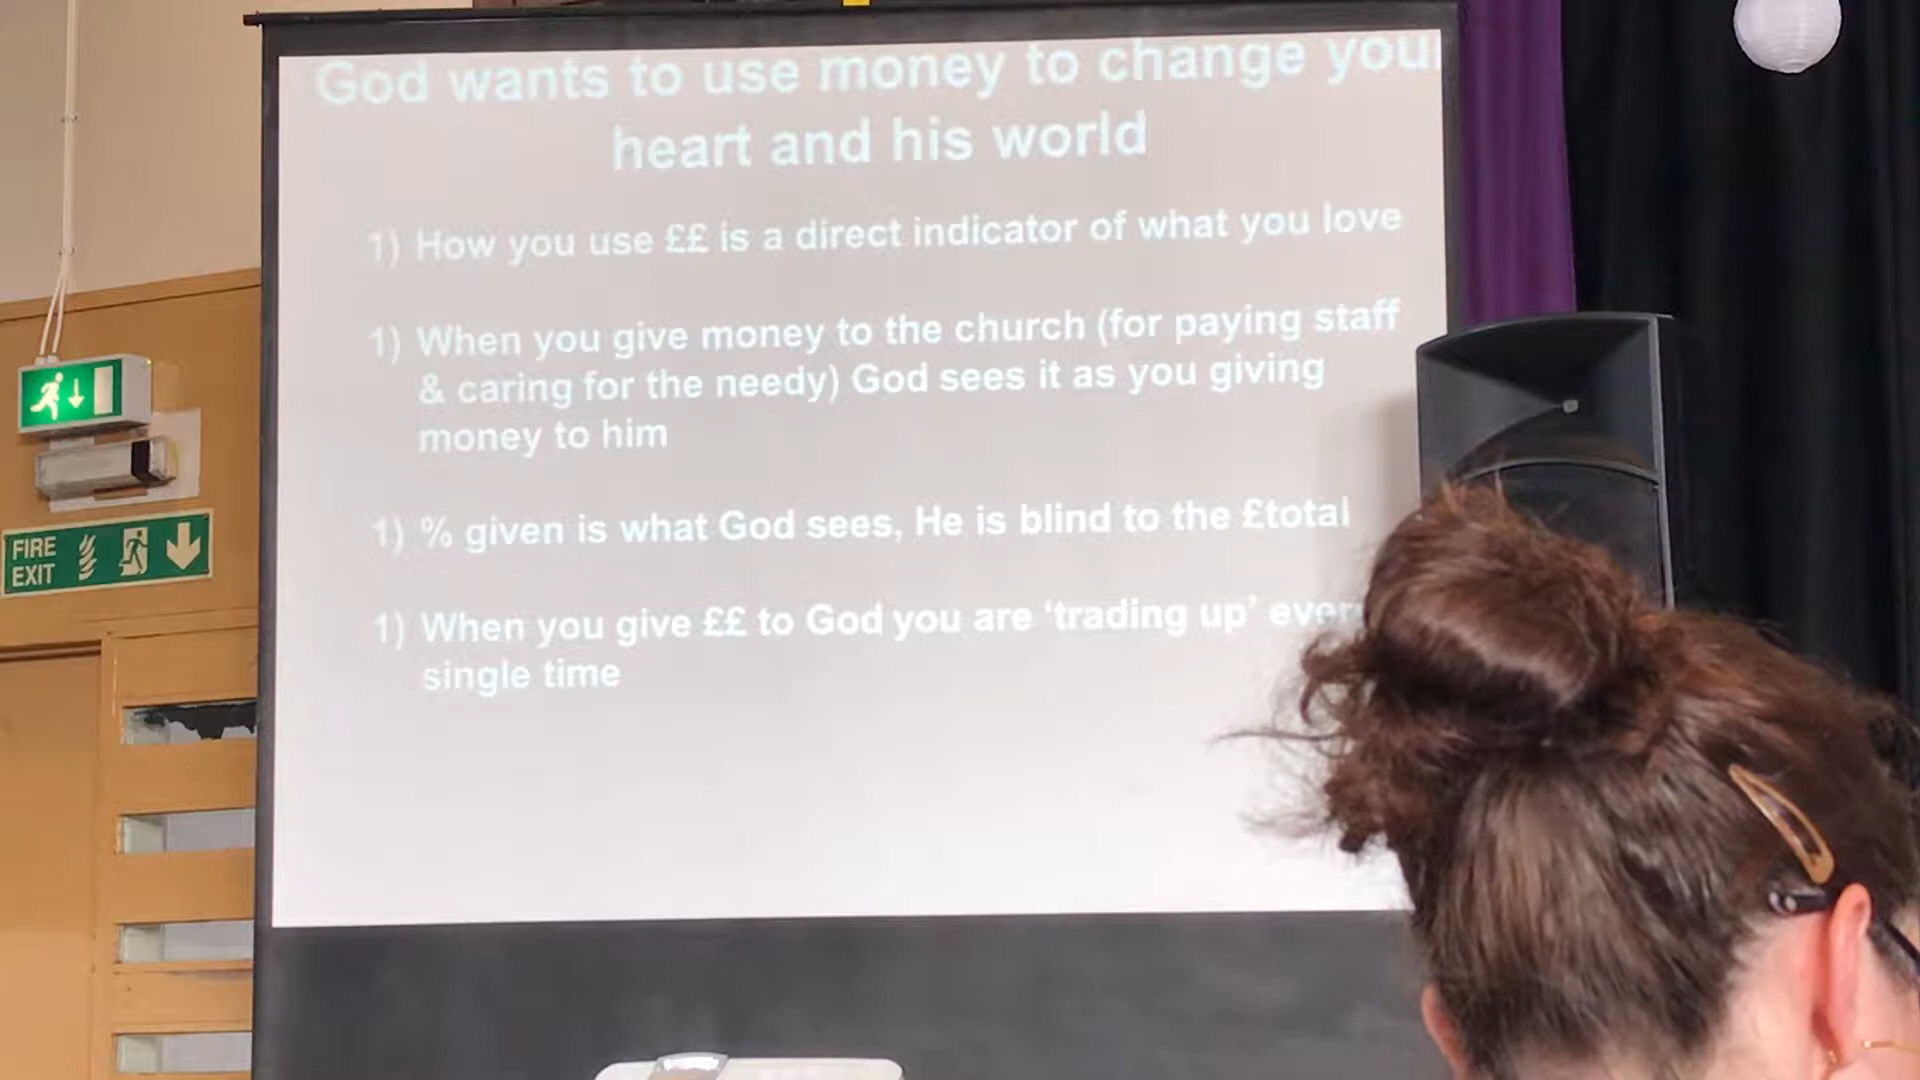 God wants to use money to change your
heart and his world
1) How you use ££ is a direct indicator of what you love
1) When you give money to the church (for paying staff
& caring for the needy) God sees it as you giving
money to him
1) % given is what God sees, He is blind to the £total
1) When you give ££ to God you are ‘trading up’
single time
FIRE
EXIT